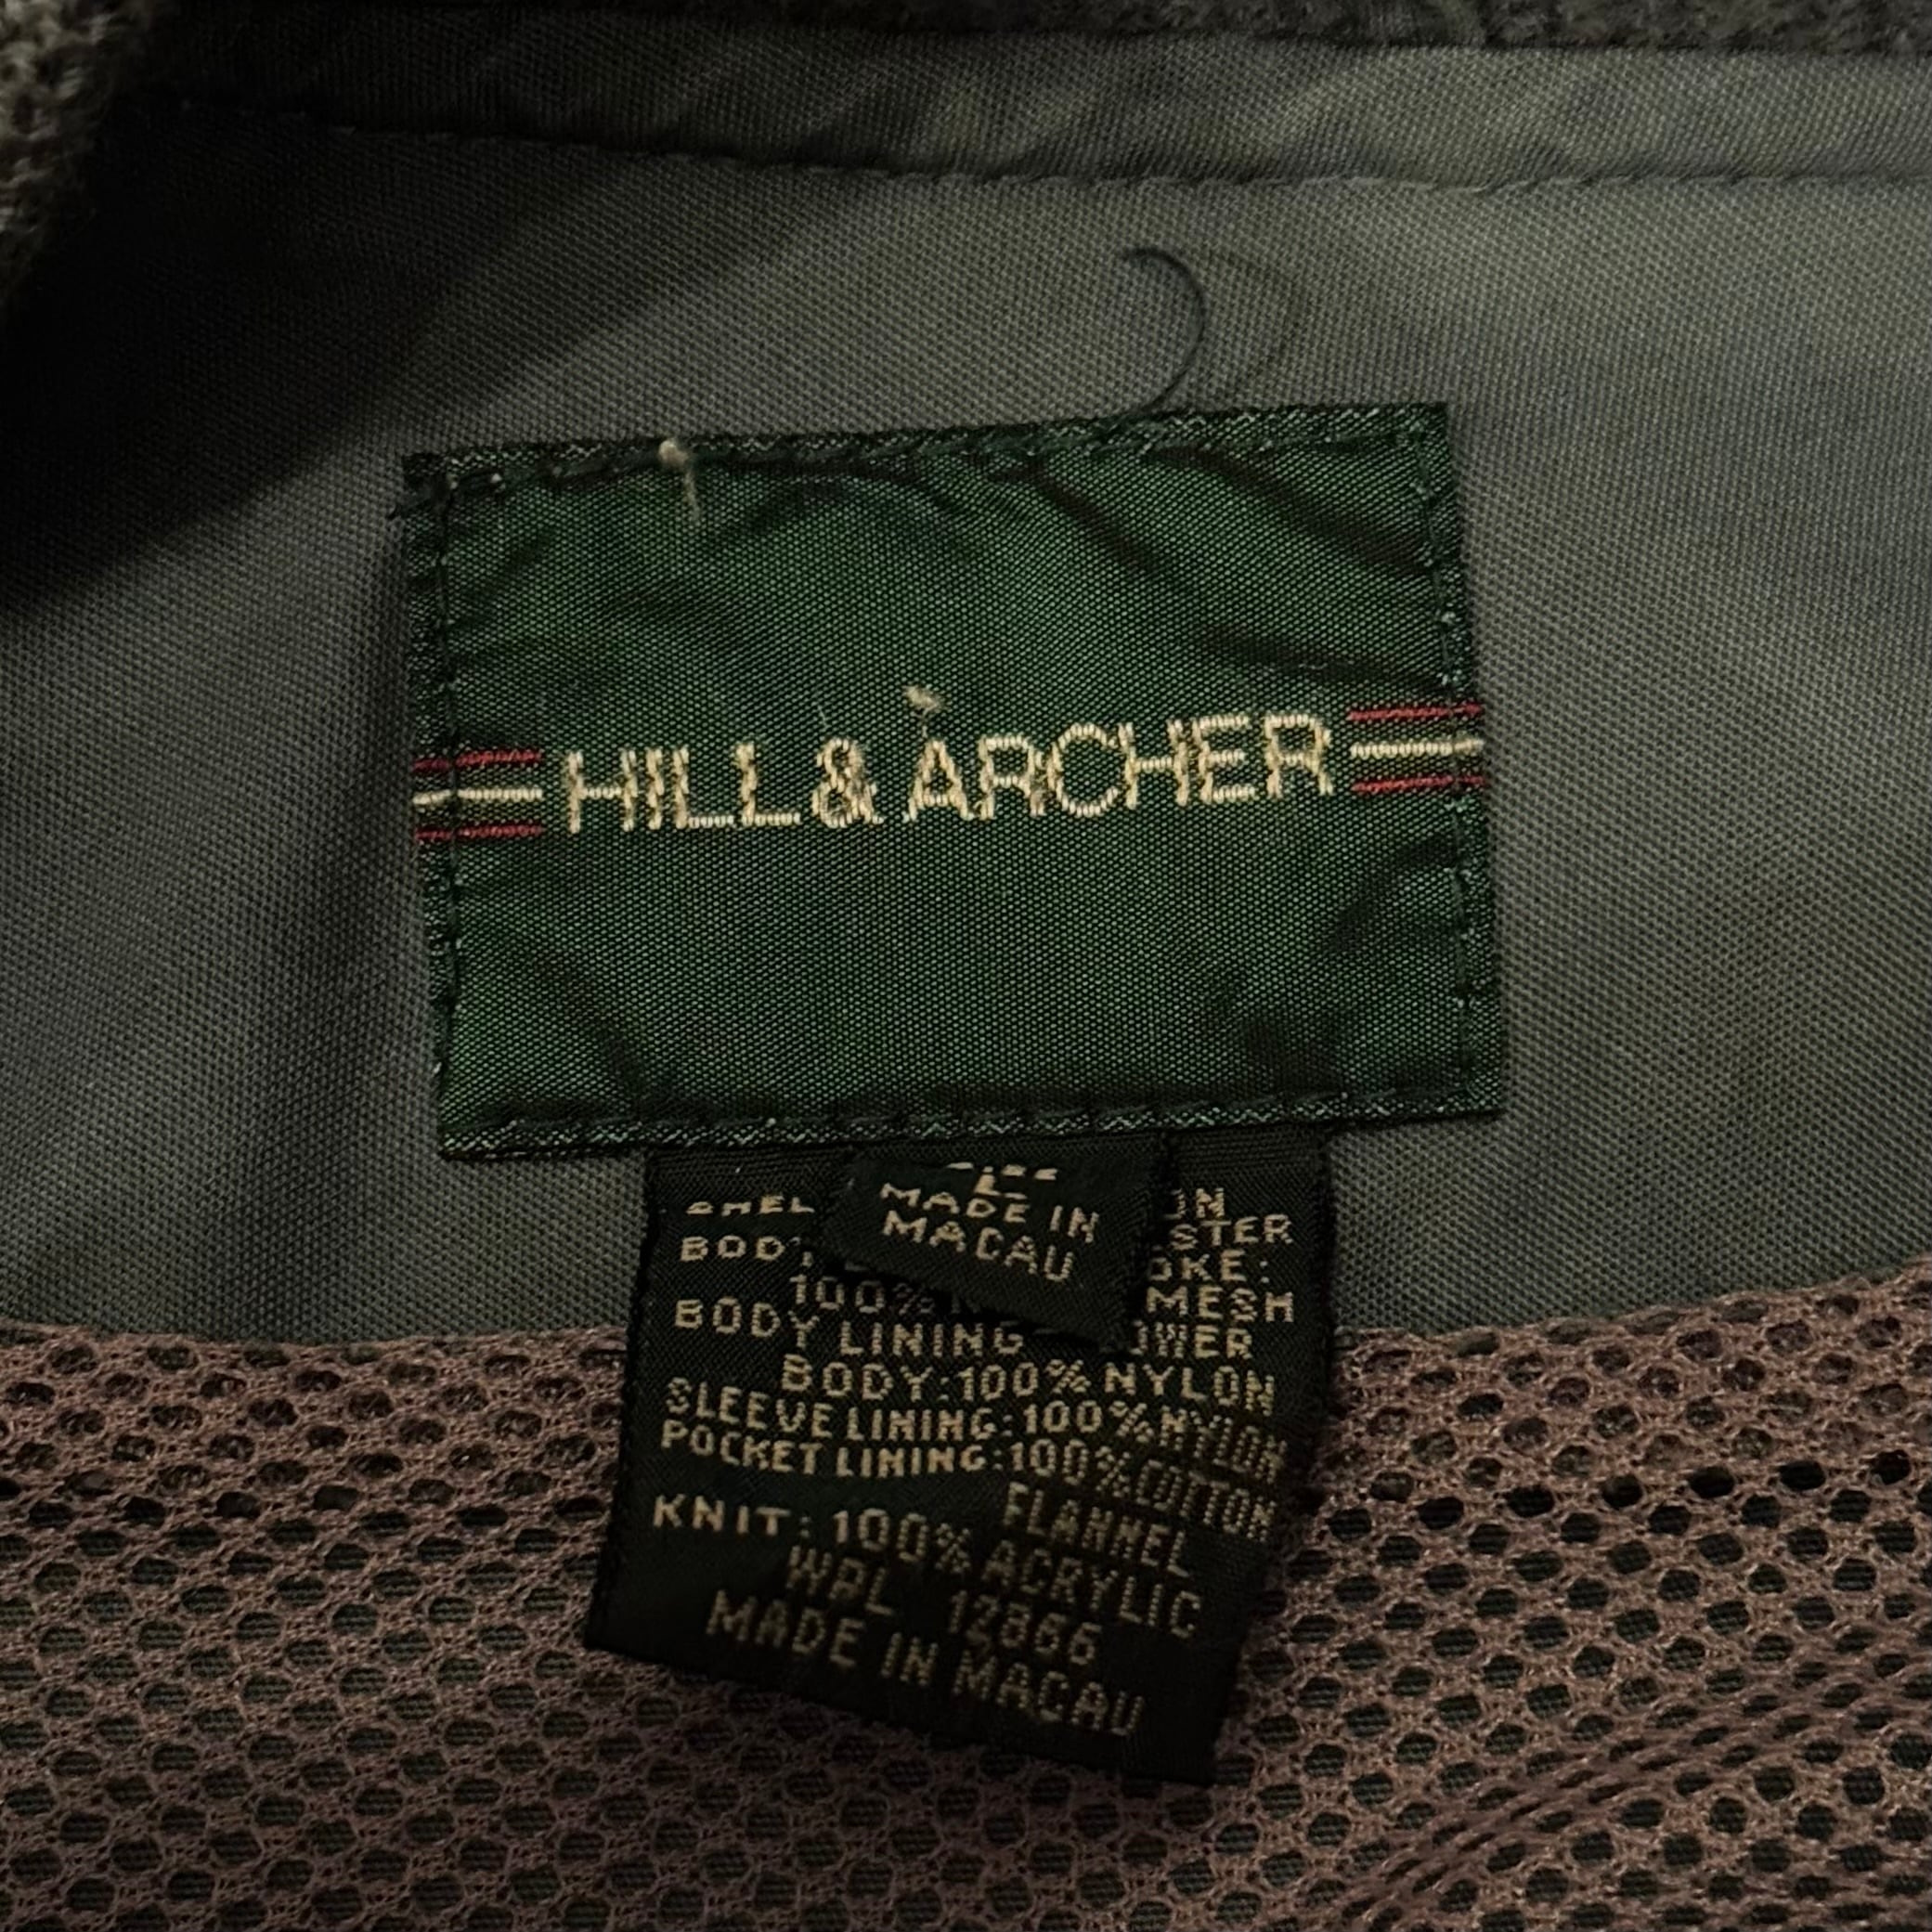 HILL & ARCHER
L
MADE IN
MACAU
100%
MESH
BODY LINING
BODY:100% NYLON
SLEEVE LINING:100% NYLON
POCKET LINING:100% COTTON
FLANNEL
KNIT: 100% ACRYLIC
WPL 12866
MADE IN MACAU